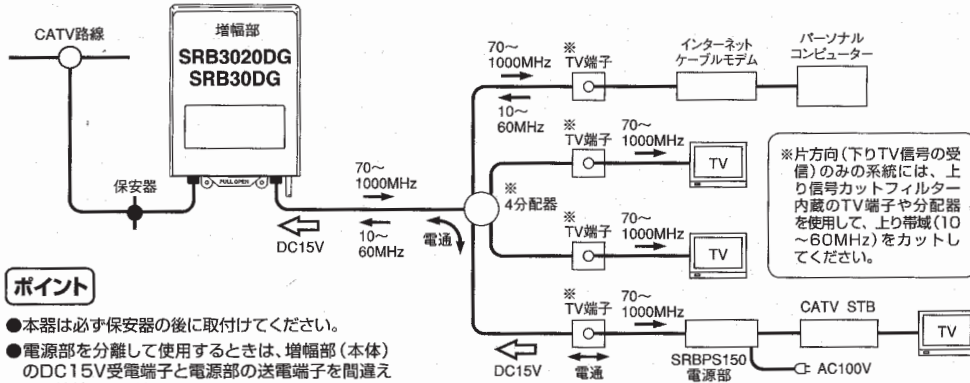 CATV路線
増幅部
SRB3020DG
SRB30DG
PULL OPEN
保安器
70～
1000MHz
DC15V
10～
60MHz
電通
※
4分配器
70～
1000MHz
10～
60MHz
※
TV端子
インターネット
ケーブルモデム
パーソナル
コンピューター
※
TV端子
70～
1000MHz
TV
※
TV端子
70～
1000MHz
TV
※
TV端子
70～
1000MHz
DC15V
電通
SRBPS150
電源部
CATV STB
TV
AC100V
※片方向（下りTV信号の受
信）のみの系統には、上
り信号カットフィルター
内蔵のTV端子や分配器
を使用して、上り帯域（10
～60MHz）をカットし
てください。
ポイント
●本器は必ず保安器の後に取付けてください。
●電源部を分離して使用するときは、増幅部（本体）
のDC15V受電端子と電源部の送電端子を間違え